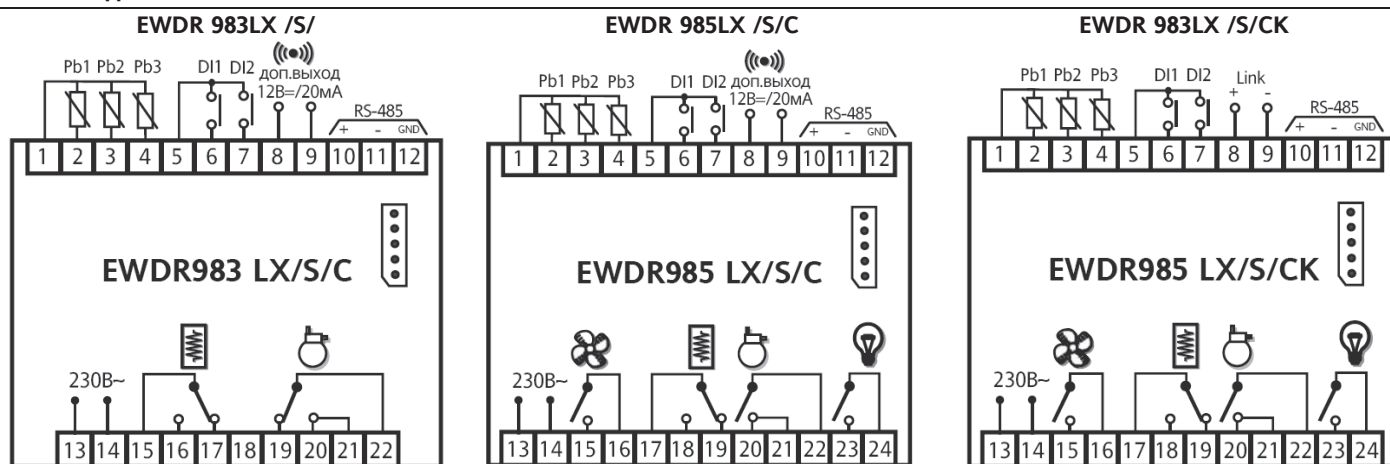 EWDR 983LX /S/
Pb1 Pb2 Pb3
DI1 DI2
доп.выход
12В=/20мА
RS-485
+ - GND
1 2 3 4 5 6 7 8 9 10 11 12
EWDR983 LX/S/C
230В~
13 14 15 16 17 18 19 20 21 22
EWDR 985LX /S/C
Pb1 Pb2 Pb3
DI1 DI2
доп.выход
12В=/20мА
RS-485
+ - GND
1 2 3 4 5 6 7 8 9 10 11 12
EWDR985 LX/S/C
230В~
13 14 15 16 17 18 19 20 21 22 23 24
EWDR 983LX /S/CK
Pb1 Pb2 Pb3
DI1 DI2
Link
+ -
RS-485
+ - GND
1 2 3 4 5 6 7 8 9 10 11 12
EWDR985 LX/S/CK
230В~
13 14 15 16 17 18 19 20 21 22 23 24